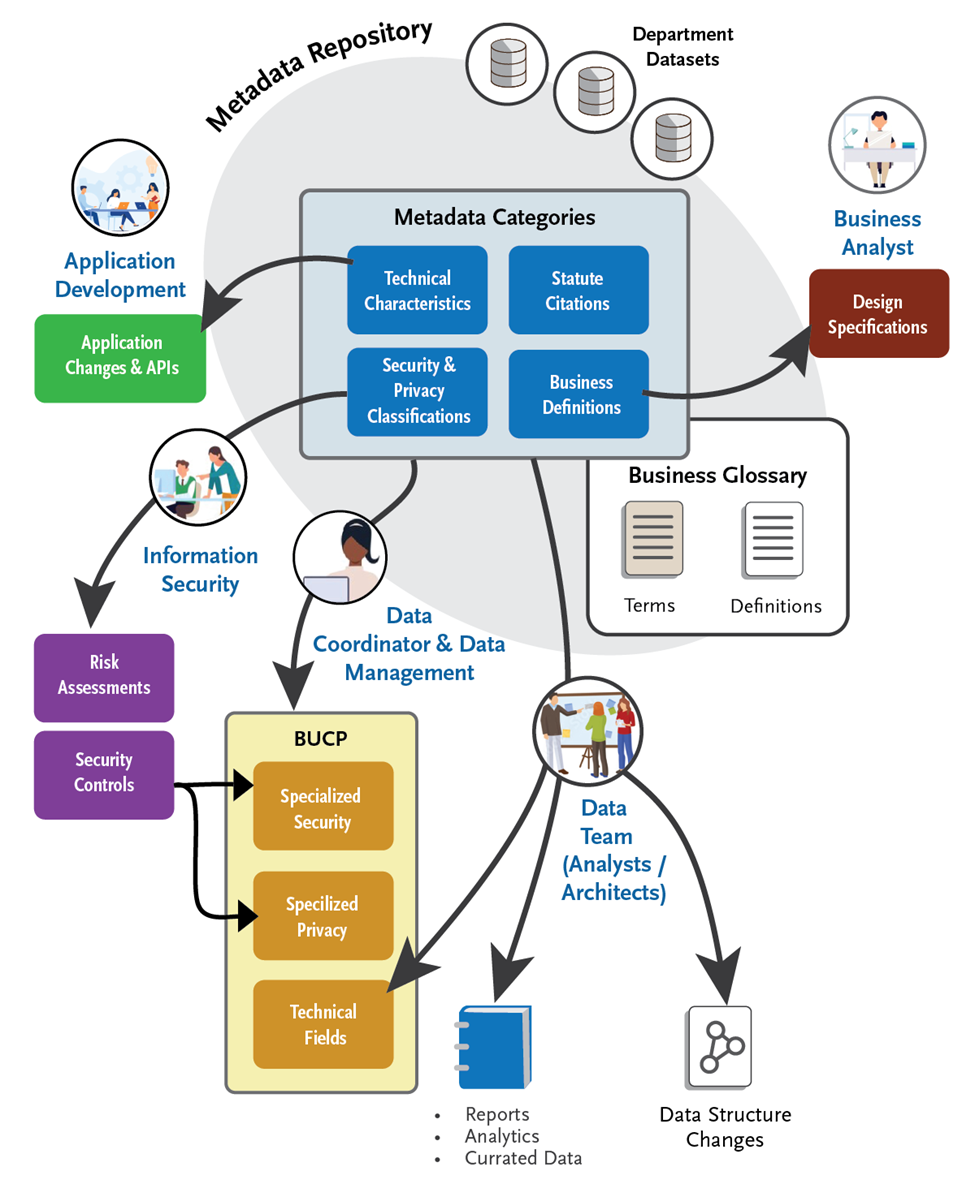 Metadata Repository
Department
Datasets
Application
Development
Application
Changes & APIs
Metadata Categories
Technical
Characteristics
Statute
Citations
Security &
Privacy
Classifications
Business
Definitions
Business
Analyst
Design
Specifications
Business Glossary
Terms
Definitions
Information
Security
Risk
Assessments
Security
Controls
Data
Coordinator & Data
Management
BUCP
Specialized
Security
Specilized
Privacy
Technical
Fields
Data
Team
(Analysts /
Architects)
• Reports
• Analytics
• Currated Data
Data Structure
Changes